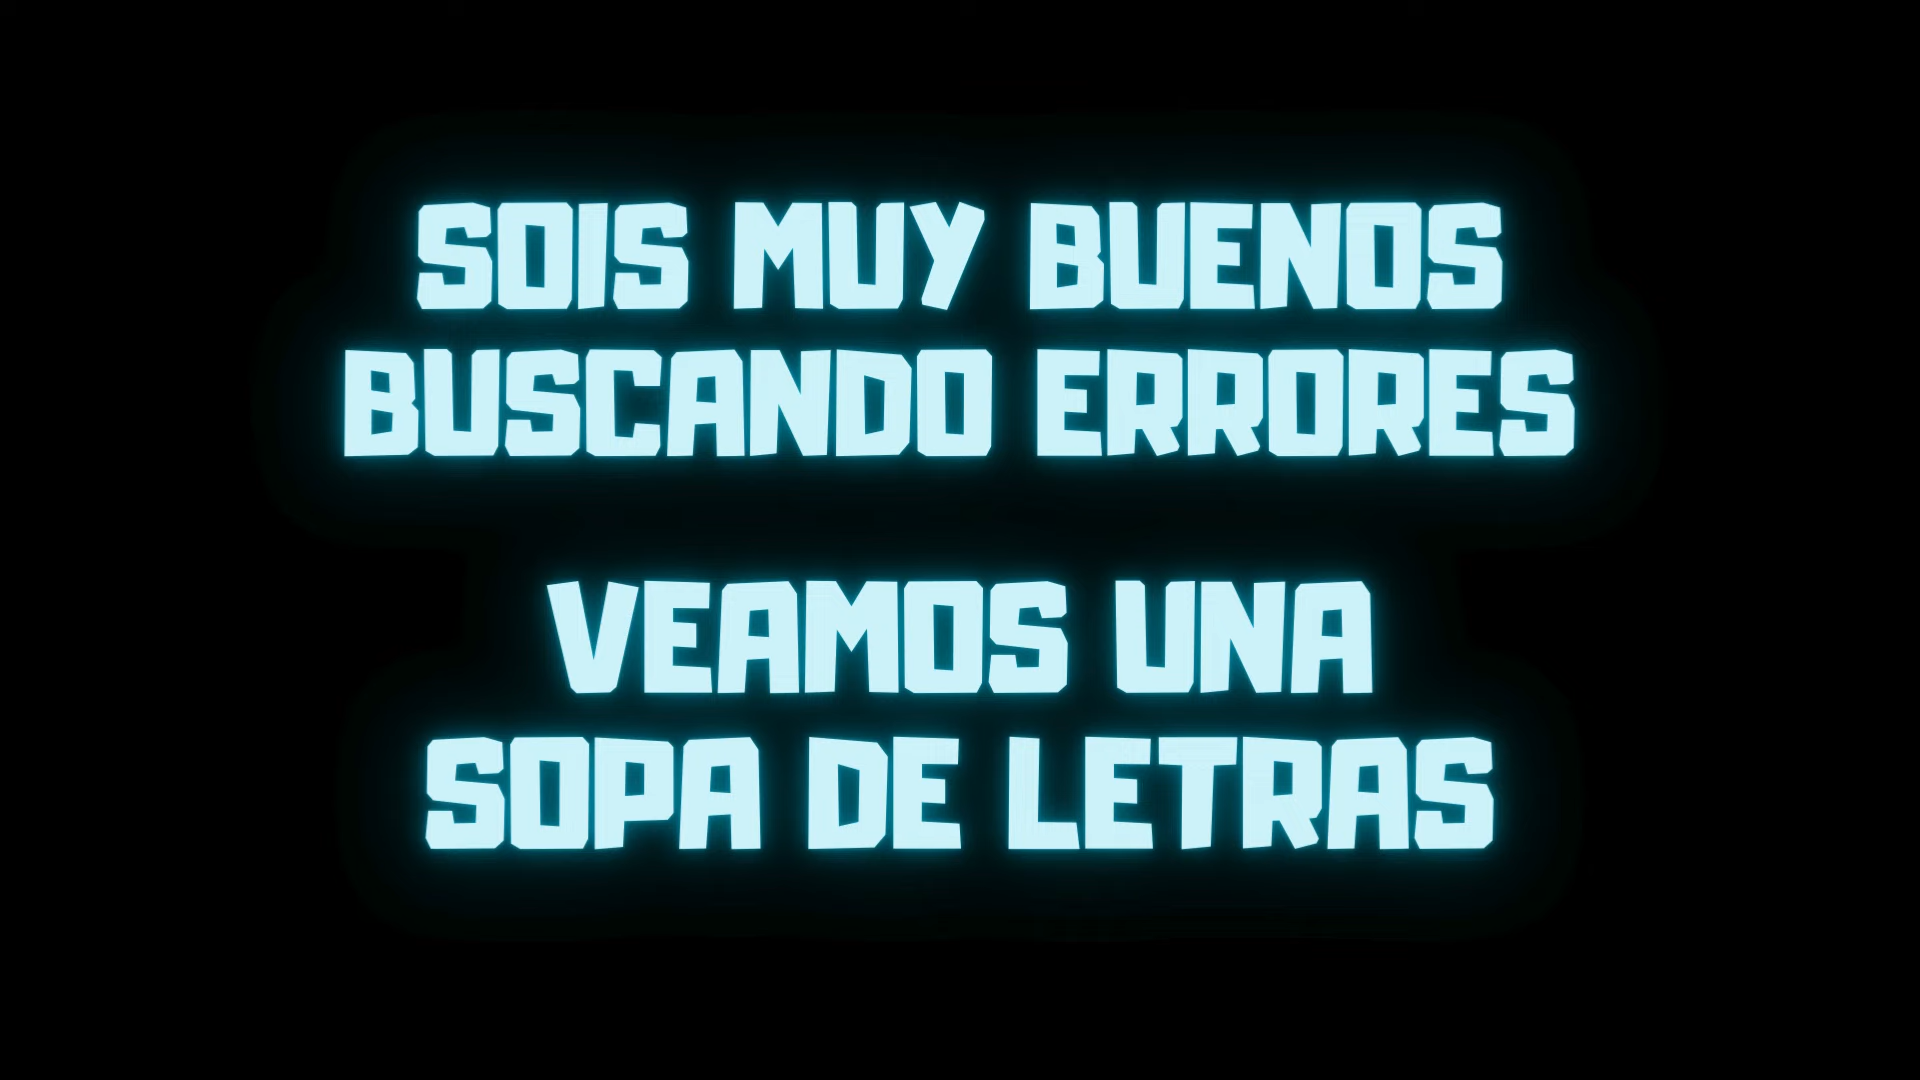 SOIS MUY BUENOS
BUSCANDO ERRORES
VEAMOS UNA
SOPA DE LETRAS